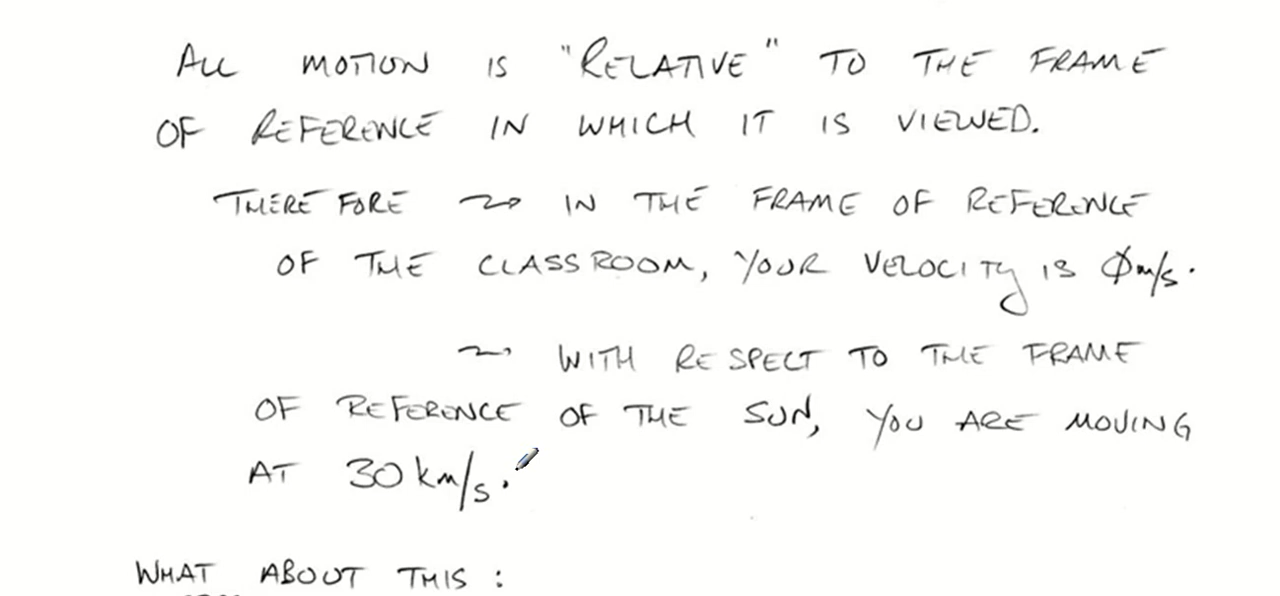 ALL MOTION IS "RELATIVE" TO THE FRAME
OF REFERENCE IN WHICH IT IS VIEWED.
THEREFORE ⇝ IN THE FRAME OF REFERENCE
OF THE CLASSROOM, YOUR VELOCITY IS 0m/s.
⇝ WITH RESPECT TO THE FRAME
OF REFERENCE OF THE SUN, YOU ARE MOVING
AT 30 km/s.
WHAT ABOUT THIS: